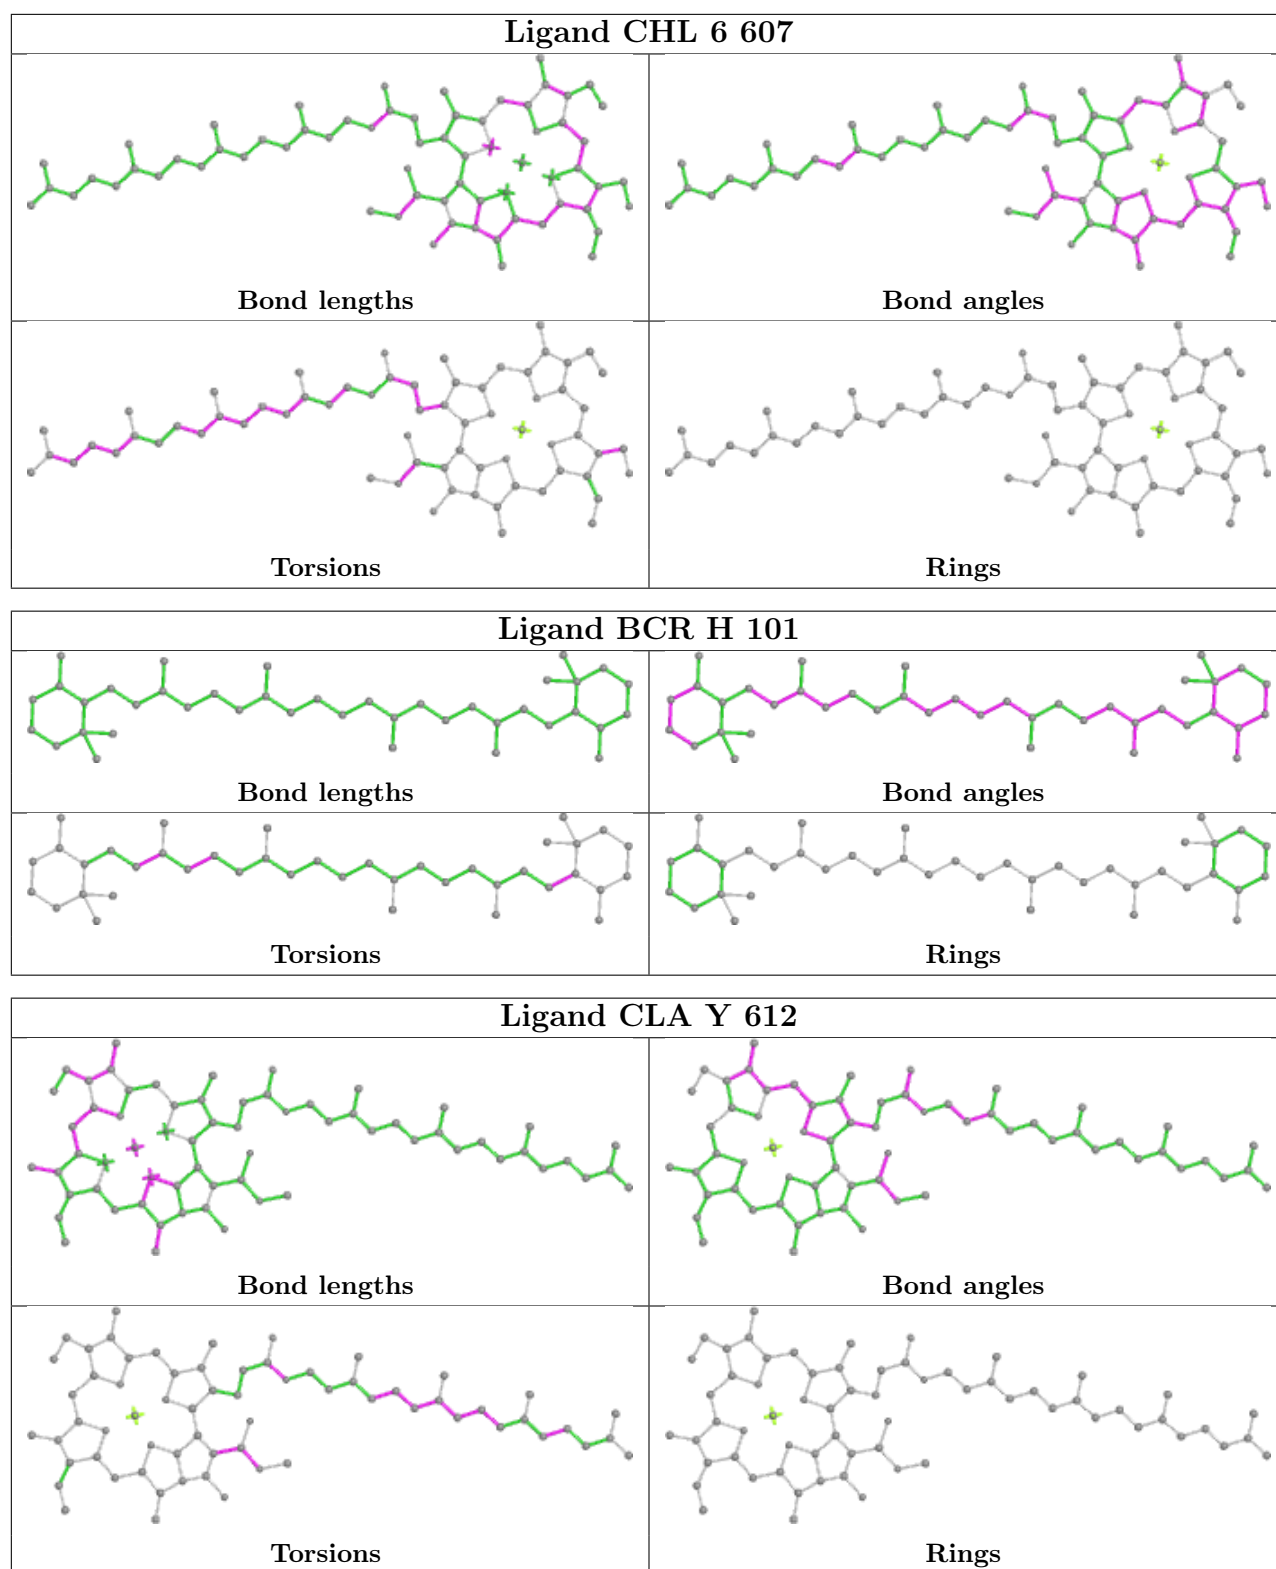 Ligand CHL 6 607
Bond lengths
Bond angles
Torsions
Rings
Ligand BCR H 101
Bond lengths
Bond angles
Torsions
Rings
Ligand CLA Y 612
Bond lengths
Bond angles
Torsions
Rings